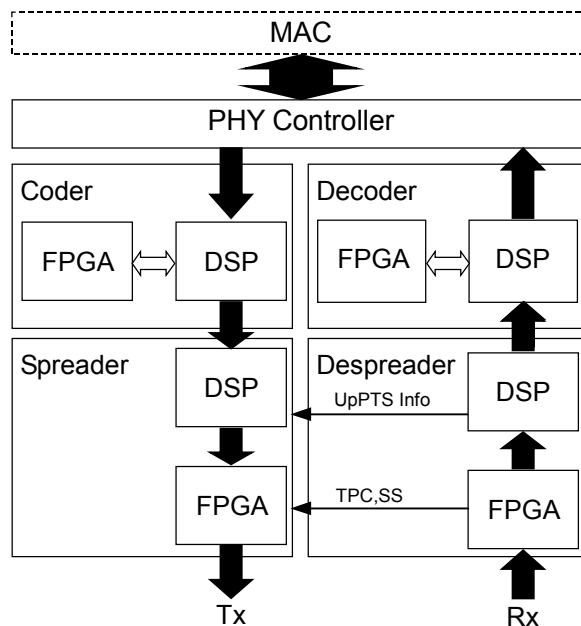 MAC
PHY Controller
Coder
FPGA
DSP
Decoder
FPGA
DSP
Spreader
DSP
FPGA
Despreader
DSP
UpPTS Info
TPC,SS
FPGA
Tx
Rx